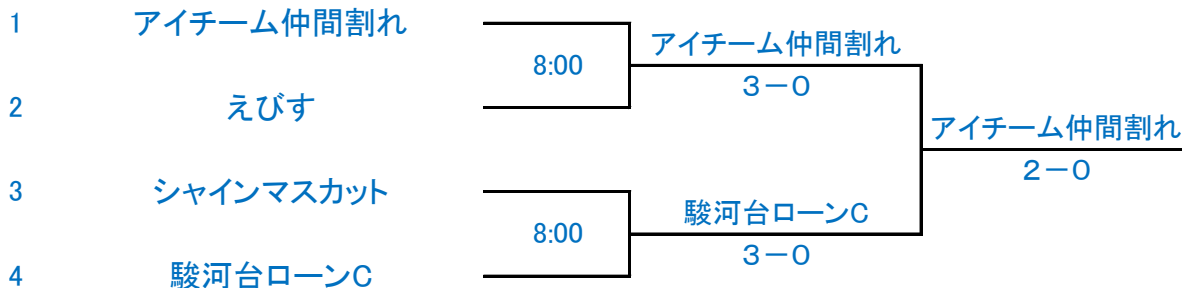 1 アイチーム仲間割れ
8:00
アイチーム仲間割れ
3－0
2 えびす
アイチーム仲間割れ
2－0
3 シャインマスカット
8:00
駿河台ローンC
3－0
4 駿河台ローンC